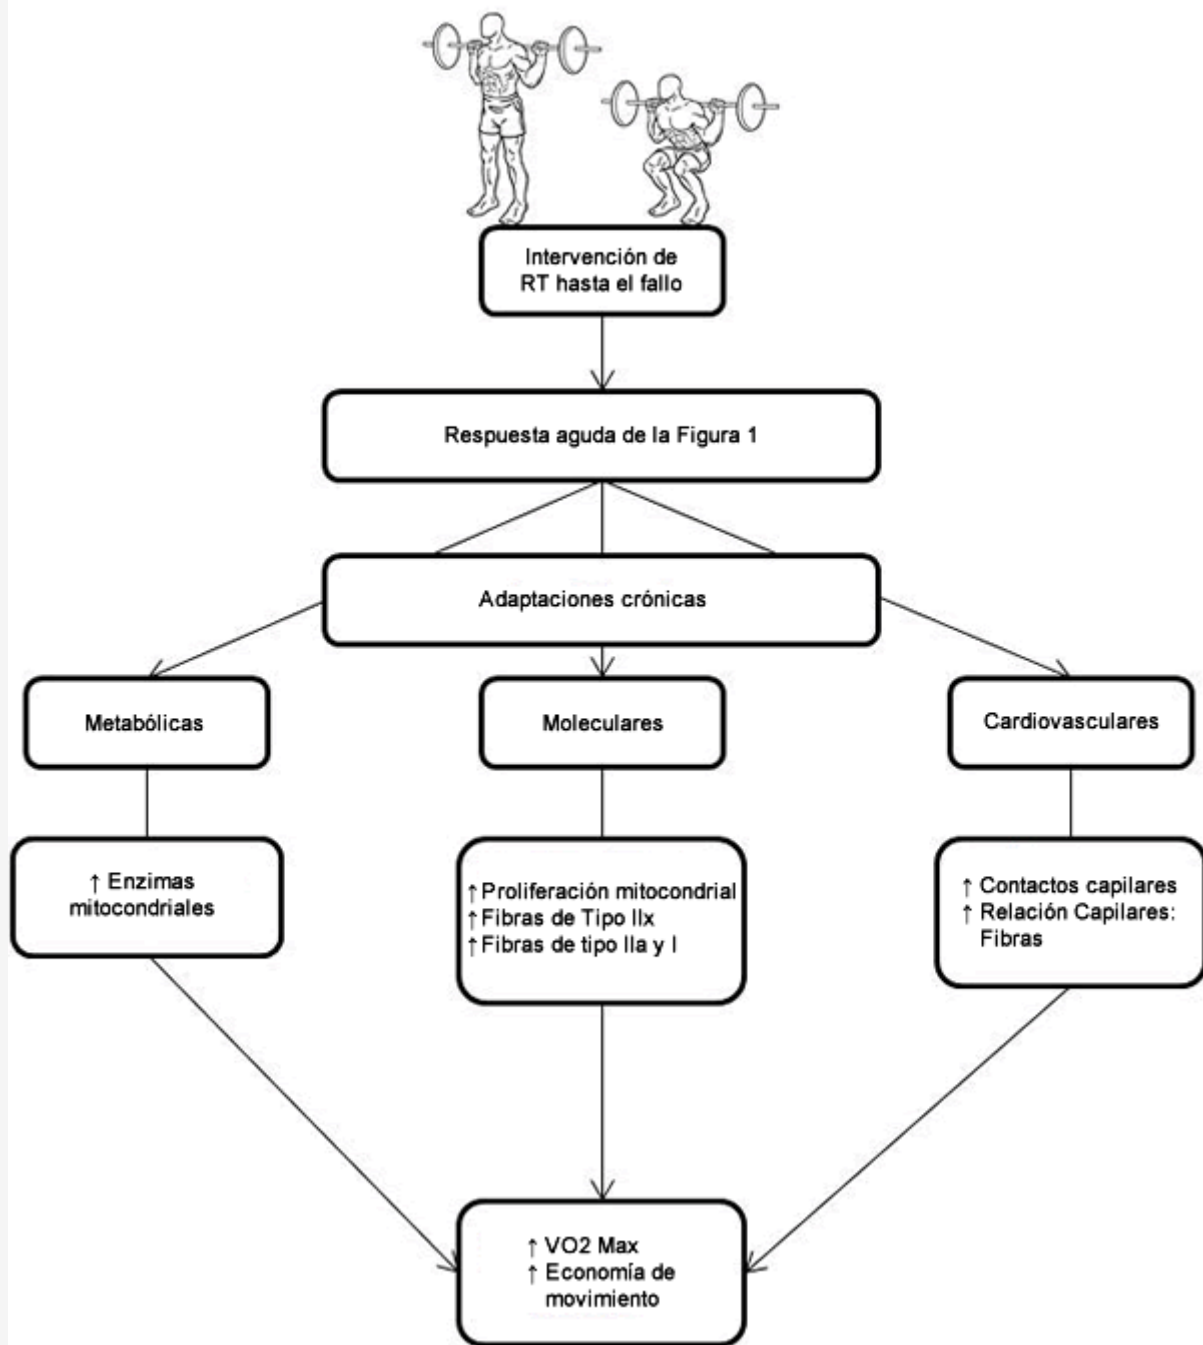 Intervención de
RT hasta el fallo
Respuesta aguda de la Figura 1
Adaptaciones crónicas
Metabólicas
Moleculares
Cardiovasculares
↑ Enzimas
mitocondriales
↑ Proliferación mitocondrial
↑ Fibras de Tipo IIx
↑ Fibras de tipo IIa y I
↑ Contactos capilares
↑ Relación Capilares:
Fibras
↑ VO2 Max
↑ Economía de
movimiento